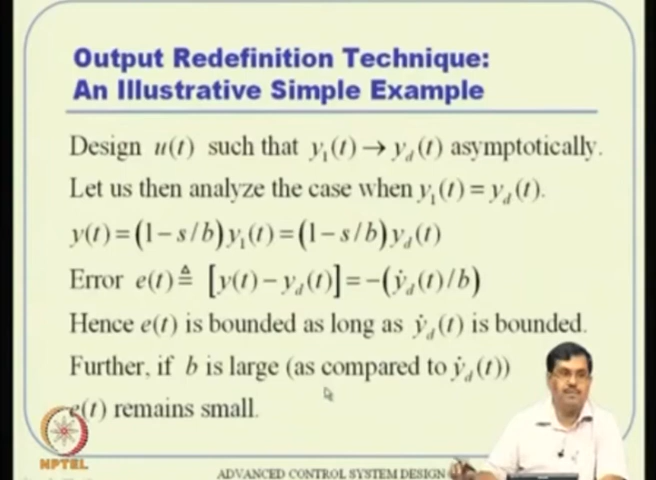 Output Redefinition Technique:
An Illustrative Simple Example
Design u(t) such that y₁(t) → y_d(t) asymptotically.
Let us then analyze the case when y₁(t) = y_d(t).
y(t) = (1 − s/b) y₁(t) = (1 − s/b) y_d(t)
Error e(t) ≜ [y(t) − y_d(t)] = −(ẏ_d(t)/b)
Hence e(t) is bounded as long as ẏ_d(t) is bounded.
Further, if b is large (as compared to ẏ_d(t))
e(t) remains small.
NPTEL
ADVANCED CONTROL SYSTEM DESIGN